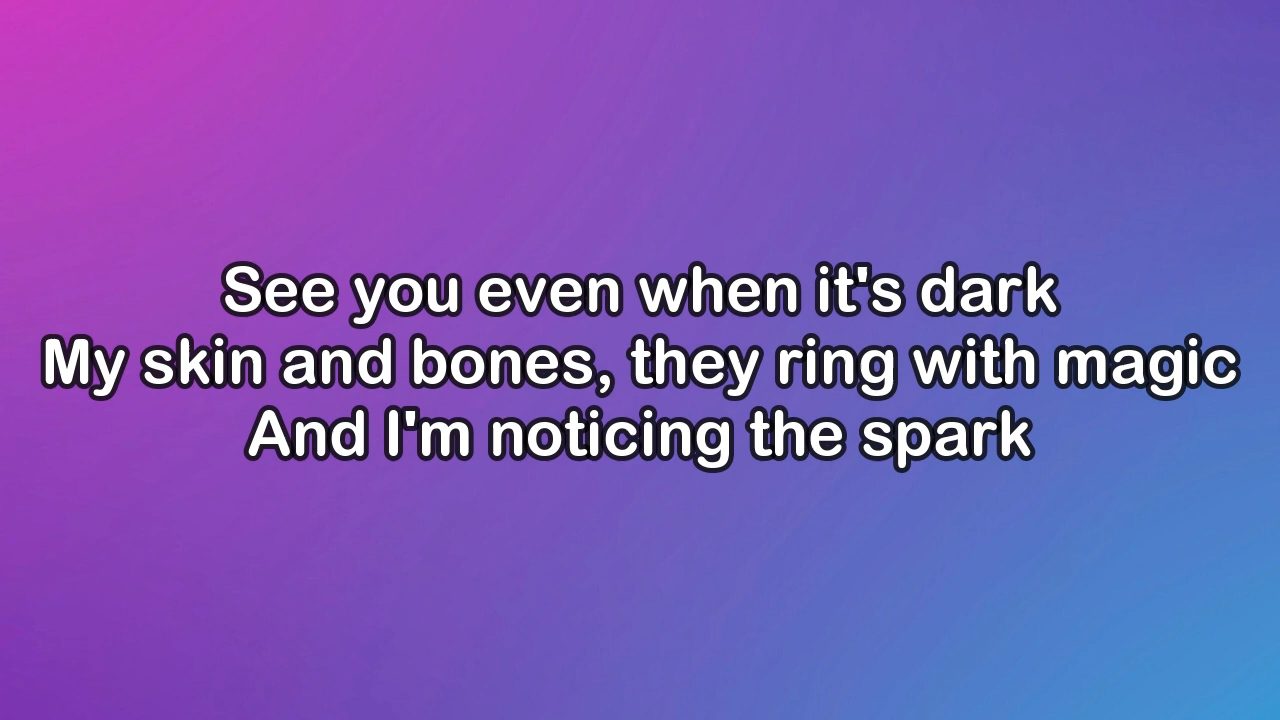 See you even when it's dark
My skin and bones, they ring with magic
And I'm noticing the spark